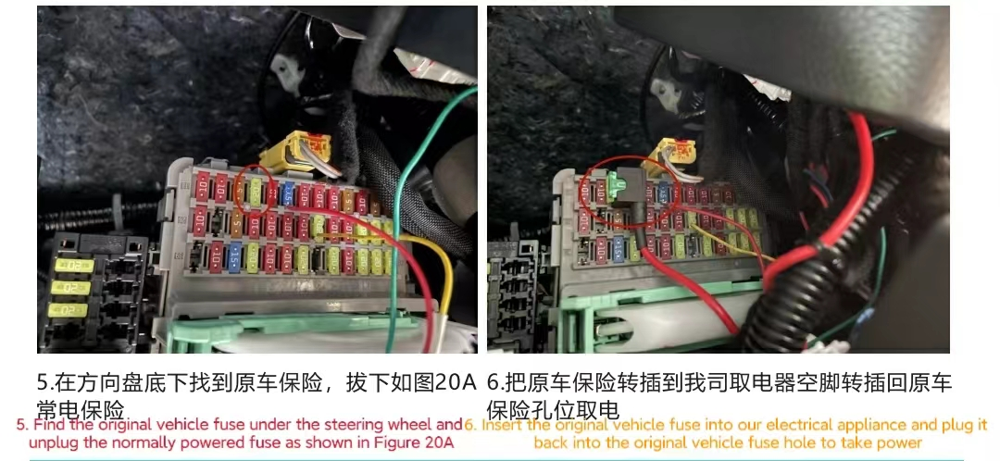 5.在方向盘底下找到原车保险，拔下如图20A
常电保险
5. Find the original vehicle fuse under the steering wheel and
unplug the normally powered fuse as shown in Figure 20A
6.把原车保险转插到我司取电器空脚转插回原车
保险孔位取电
6. Insert the original vehicle fuse into our electrical appliance and plug it
back into the original vehicle fuse hole to take power